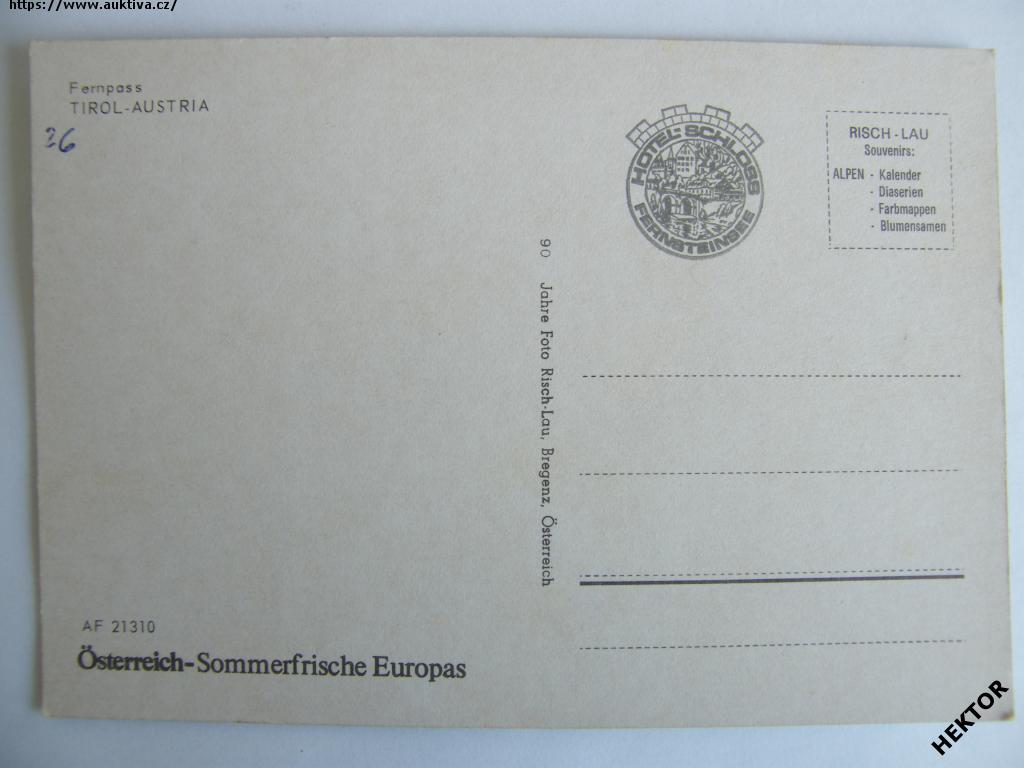 https://www.auktiva.cz/
Fernpass
TIROL-AUSTRIA
26
HOTEL-SCHLOSS
FERNSTEINSEE
RISCH - LAU
Souvenirs:
ALPEN - Kalender
- Diaserien
- Farbmappen
- Blumensamen
90 Jahre Foto Risch-Lau, Bregenz, Österreich
AF 21310
Österreich-Sommerfrische Europas
HEKTOR